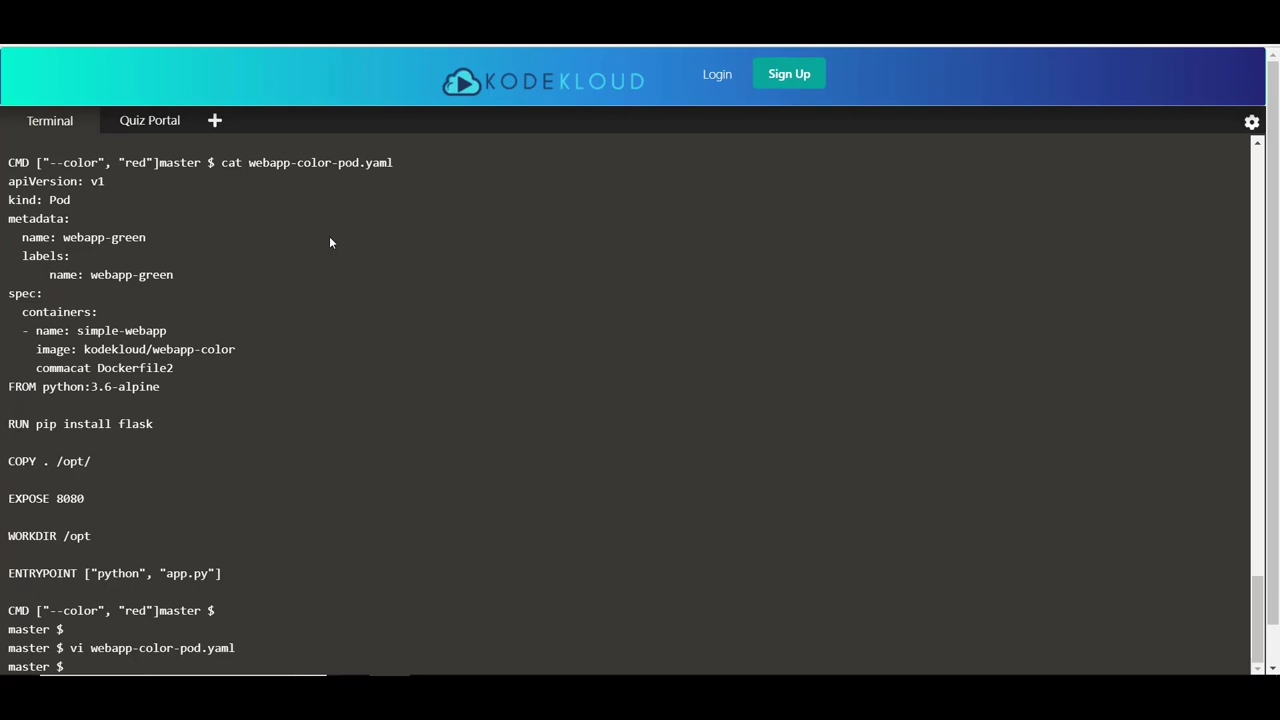 KODEKLOUD
Login
Sign Up
Terminal
Quiz Portal
CMD ["--color", "red"]master $ cat webapp-color-pod.yaml
apiVersion: v1
kind: Pod
metadata:
  name: webapp-green
  labels:
      name: webapp-green
spec:
  containers:
  - name: simple-webapp
    image: kodekloud/webapp-color
    commacat Dockerfile2
FROM python:3.6-alpine
RUN pip install flask
COPY . /opt/
EXPOSE 8080
WORKDIR /opt
ENTRYPOINT ["python", "app.py"]
CMD ["--color", "red"]master $
master $
master $ vi webapp-color-pod.yaml
master $